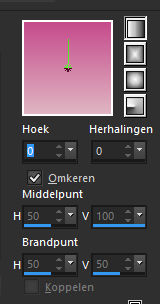 Hoek Herhalingen
0 0
Omkeren
Middelpunt
H 50 V 100
Brandpunt
H 50 V 50
Koppelen